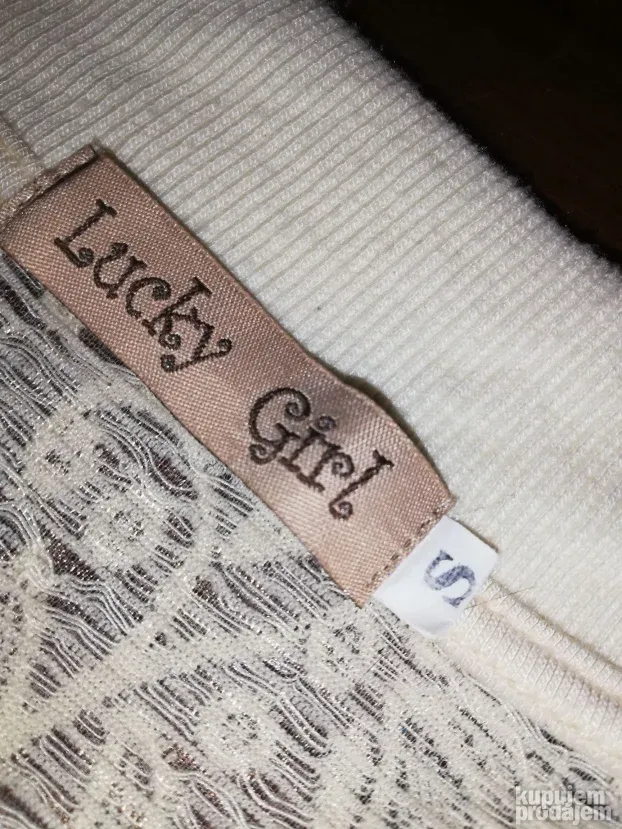 Lucky Girl
S
kupujem
prodajem